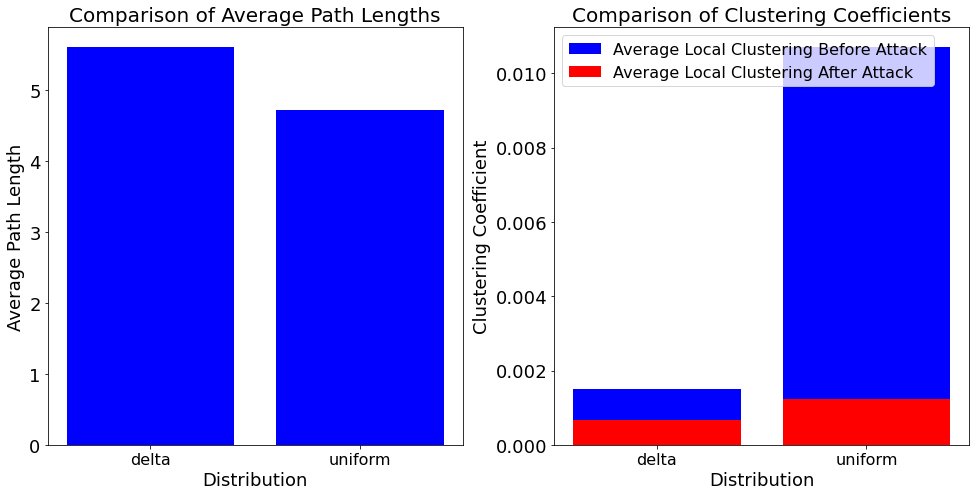 Comparison of Average Path Lengths
Average Path Length
5
4
3
2
1
0
delta
uniform
Distribution
Comparison of Clustering Coefficients
Average Local Clustering Before Attack
Average Local Clustering After Attack
Clustering Coefficient
0.010
0.008
0.006
0.004
0.002
0.000
delta
uniform
Distribution